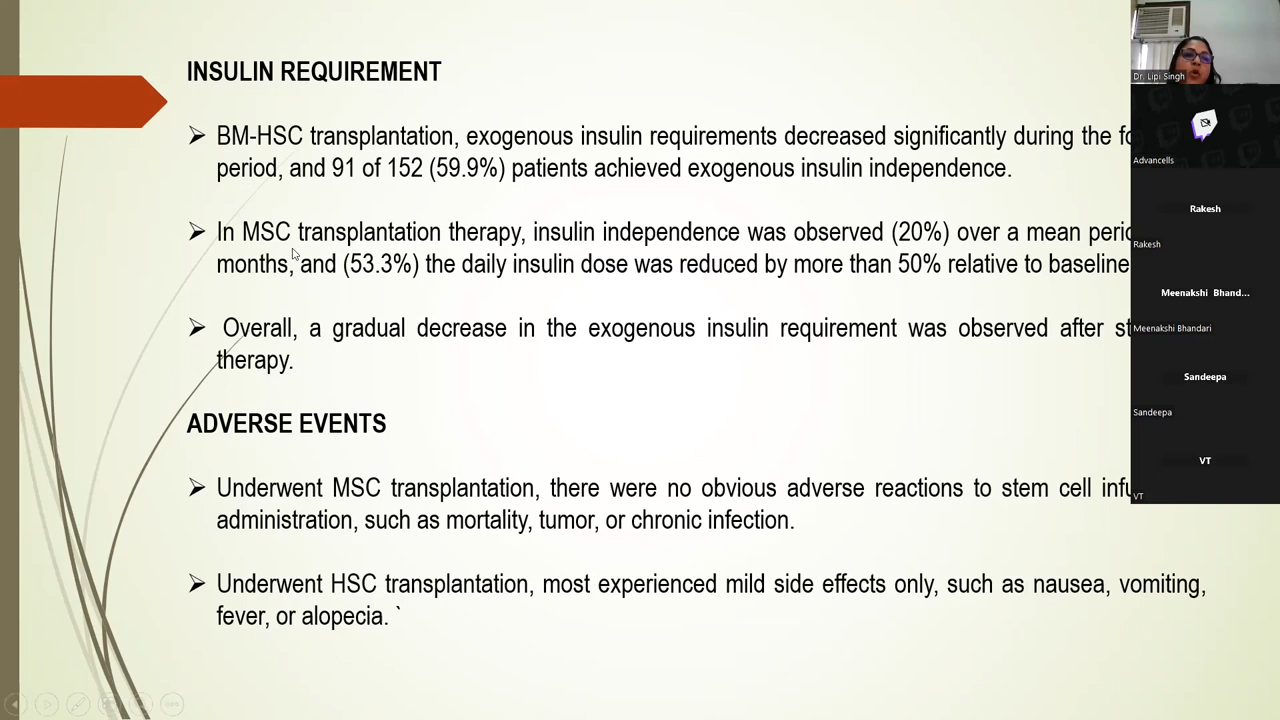 INSULIN REQUIREMENT
BM-HSC transplantation, exogenous insulin requirements decreased significantly during the
period, and 91 of 152 (59.9%) patients achieved exogenous insulin independence.
In MSC transplantation therapy, insulin independence was observed (20%) over a mean
months, and (53.3%) the daily insulin dose was reduced by more than 50% relative to baseline
Overall, a gradual decrease in the exogenous insulin requirement was observed after
therapy.
ADVERSE EVENTS
Underwent MSC transplantation, there were no obvious adverse reactions to stem cell
administration, such as mortality, tumor, or chronic infection.
Underwent HSC transplantation, most experienced mild side effects only, such as nausea, vomiting,
fever, or alopecia. `
Dr. Lipi Singh
Advancells
Rakesh
Rakesh
Meenakshi Bhand...
Meenakshi Bhandari
Sandeepa
Sandeepa
VT
VT